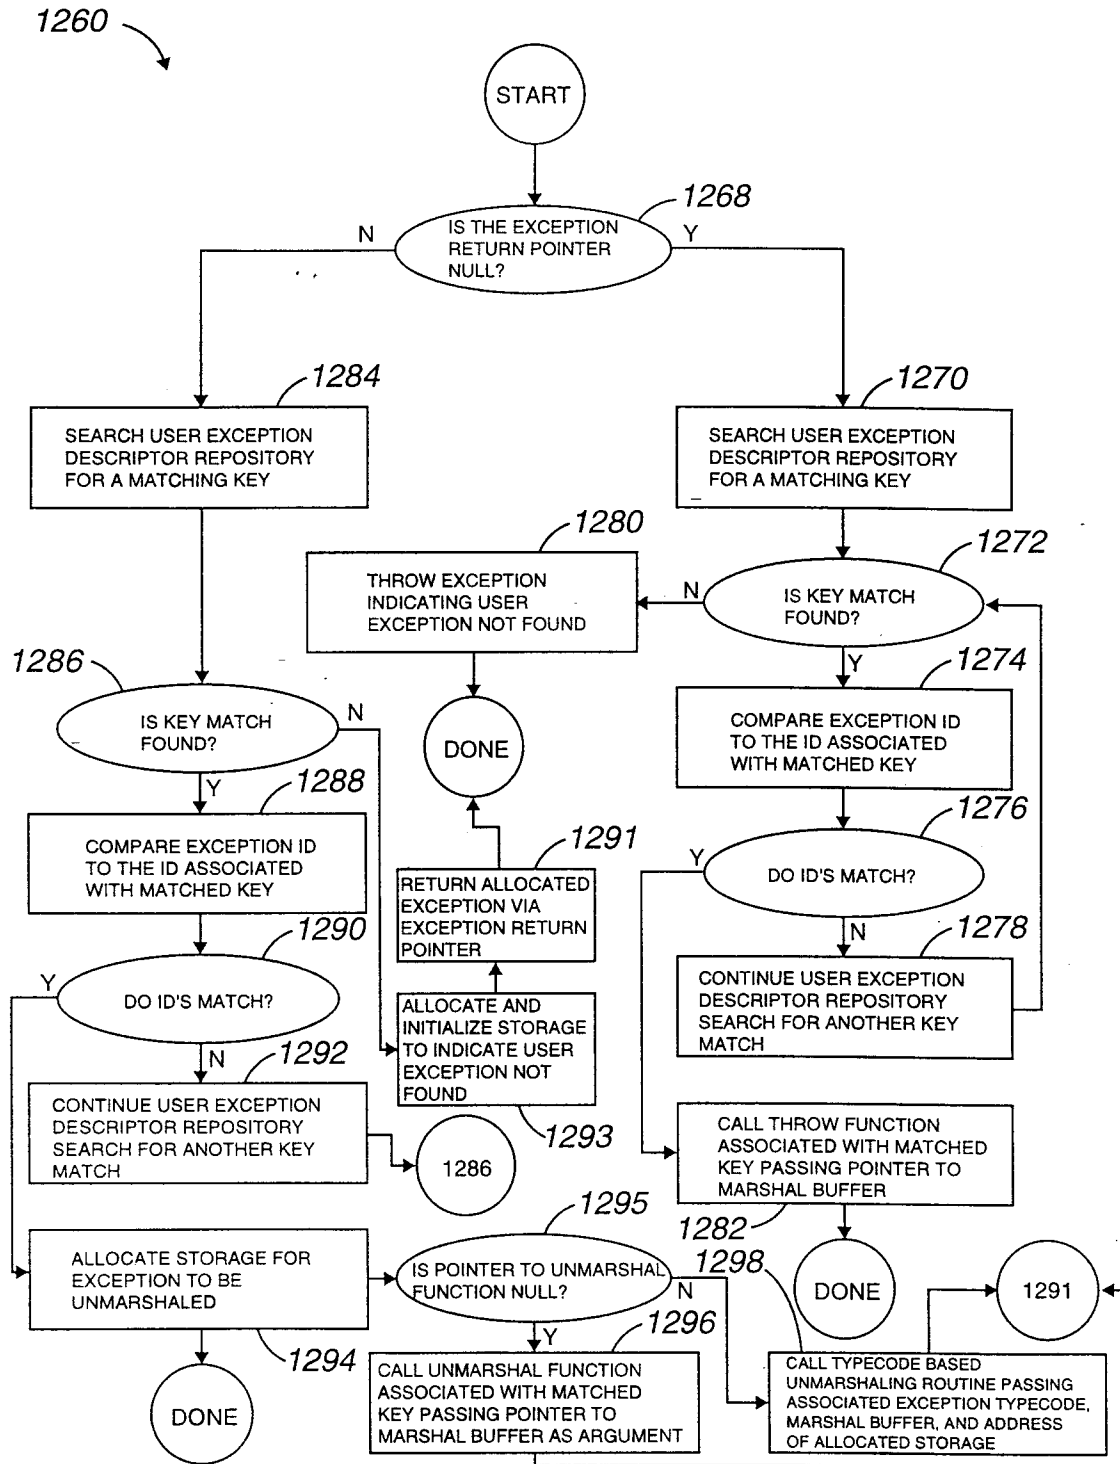 1260
START
1268
IS THE EXCEPTION
RETURN POINTER
NULL?
N
Y
1284
SEARCH USER EXCEPTION
DESCRIPTOR REPOSITORY
FOR A MATCHING KEY
1270
SEARCH USER EXCEPTION
DESCRIPTOR REPOSITORY
FOR A MATCHING KEY
1280
THROW EXCEPTION
INDICATING USER
EXCEPTION NOT FOUND
1272
N
IS KEY MATCH
FOUND?
Y
1286
IS KEY MATCH
FOUND?
N
Y
DONE
1274
COMPARE EXCEPTION ID
TO THE ID ASSOCIATED
WITH MATCHED KEY
1288
COMPARE EXCEPTION ID
TO THE ID ASSOCIATED
WITH MATCHED KEY
1291
RETURN ALLOCATED
EXCEPTION VIA
EXCEPTION RETURN
POINTER
1276
Y
DO ID'S MATCH?
N
1290
Y
DO ID'S MATCH?
N
1278
CONTINUE USER EXCEPTION
DESCRIPTOR REPOSITORY
SEARCH FOR ANOTHER KEY
MATCH
ALLOCATE AND
INITIALIZE STORAGE
TO INDICATE USER
EXCEPTION NOT
FOUND
1293
1292
CONTINUE USER EXCEPTION
DESCRIPTOR REPOSITORY
SEARCH FOR ANOTHER KEY
MATCH
1286
CALL THROW FUNCTION
ASSOCIATED WITH MATCHED
KEY PASSING POINTER TO
MARSHAL BUFFER
1282
DONE
ALLOCATE STORAGE FOR
EXCEPTION TO BE
UNMARSHALED
1294
DONE
1295
IS POINTER TO UNMARSHAL
FUNCTION NULL?
N
Y
1296
CALL UNMARSHAL FUNCTION
ASSOCIATED WITH MATCHED
KEY PASSING POINTER TO
MARSHAL BUFFER AS ARGUMENT
1298
1291
CALL TYPECODE BASED
UNMARSHALING ROUTINE PASSING
ASSOCIATED EXCEPTION TYPECODE,
MARSHAL BUFFER, AND ADDRESS
OF ALLOCATED STORAGE